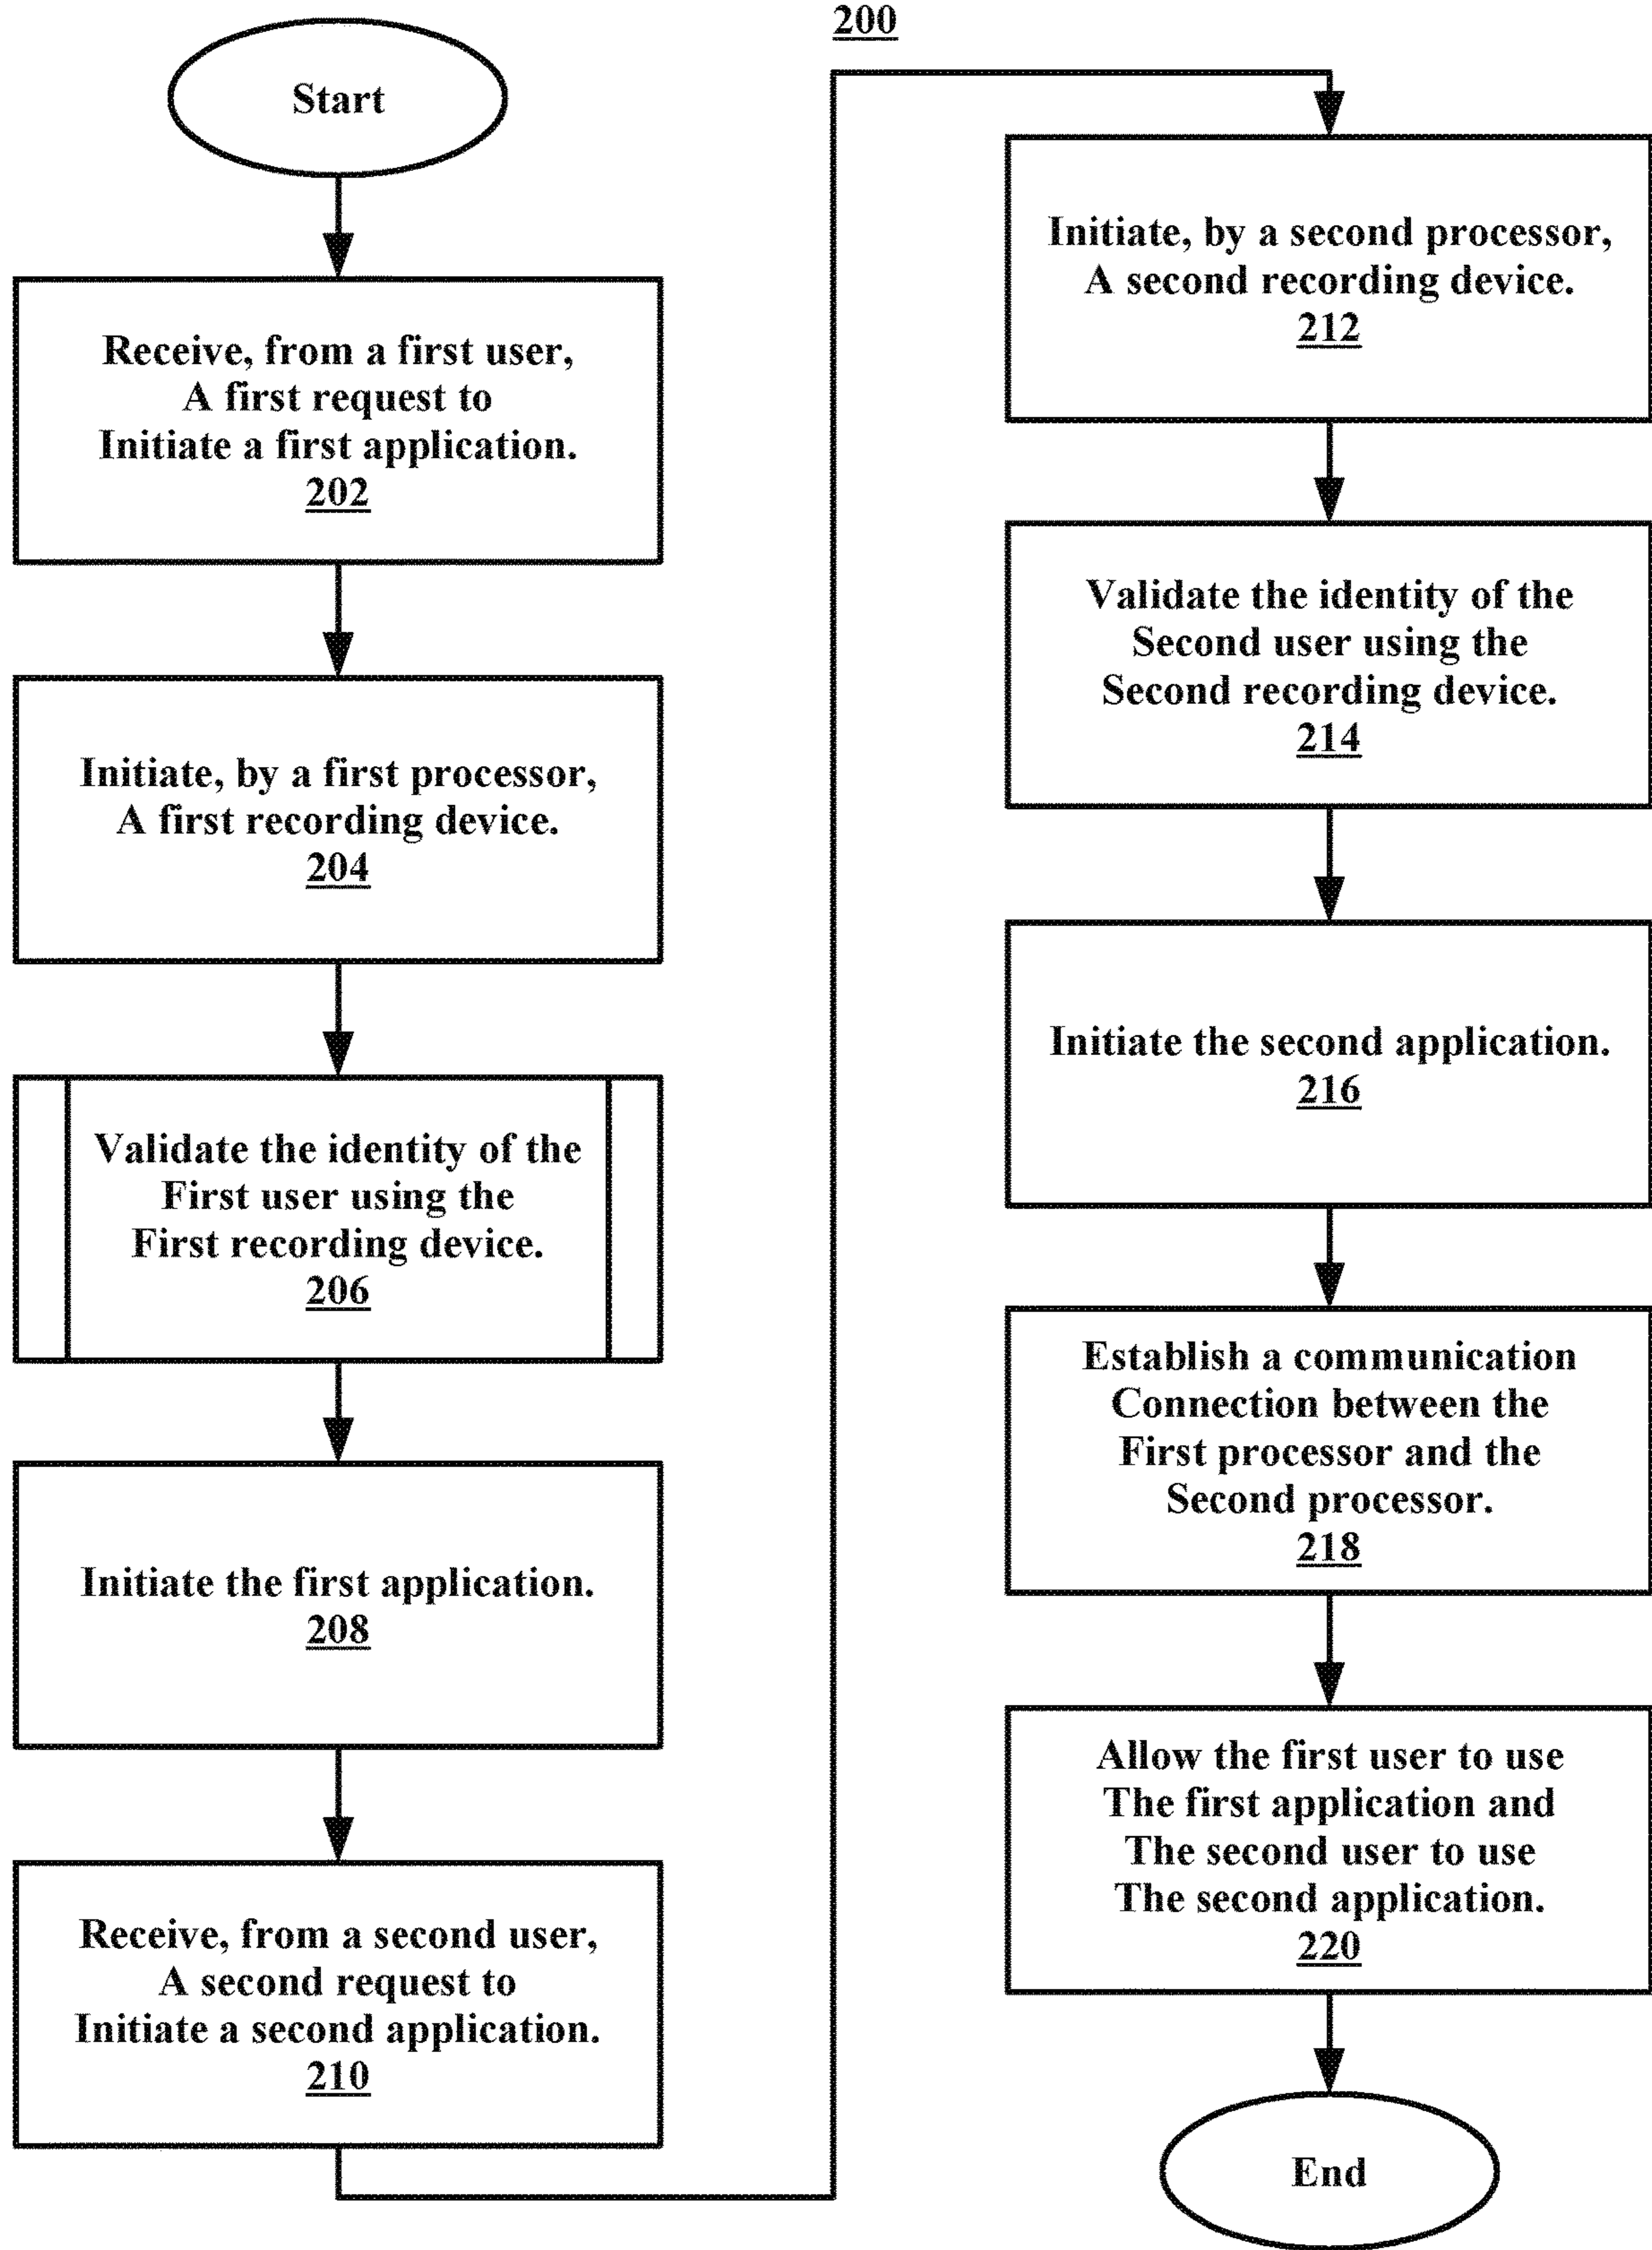 200
Start
Receive, from a first user,
A first request to
Initiate a first application.
202
Initiate, by a first processor,
A first recording device.
204
Validate the identity of the
First user using the
First recording device.
206
Initiate the first application.
208
Receive, from a second user,
A second request to
Initiate a second application.
210
Initiate, by a second processor,
A second recording device.
212
Validate the identity of the
Second user using the
Second recording device.
214
Initiate the second application.
216
Establish a communication
Connection between the
First processor and the
Second processor.
218
Allow the first user to use
The first application and
The second user to use
The second application.
220
End